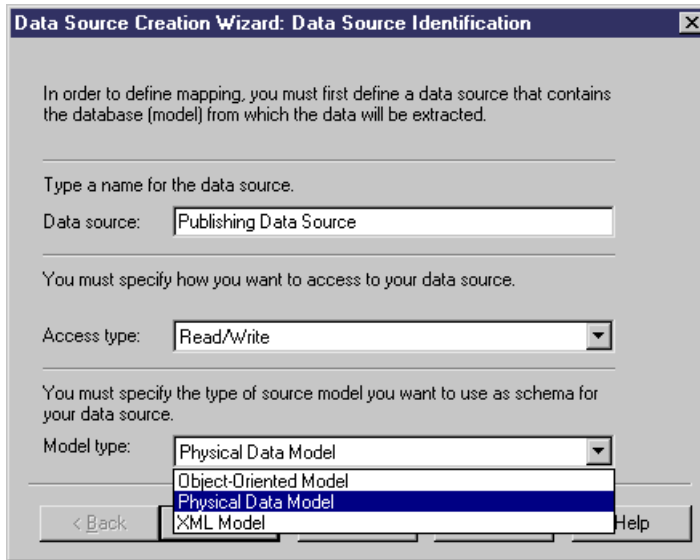 Data Source Creation Wizard: Data Source Identification
In order to define mapping, you must first define a data source that contains
the database (model) from which the data will be extracted.
Type a name for the data source.
Data source: Publishing Data Source
You must specify how you want to access to your data source.
Access type: Read/Write
You must specify the type of source model you want to use as schema for
your data source.
Model type: Physical Data Model
Object-Oriented Model
Physical Data Model
XML Model
< Back
Help